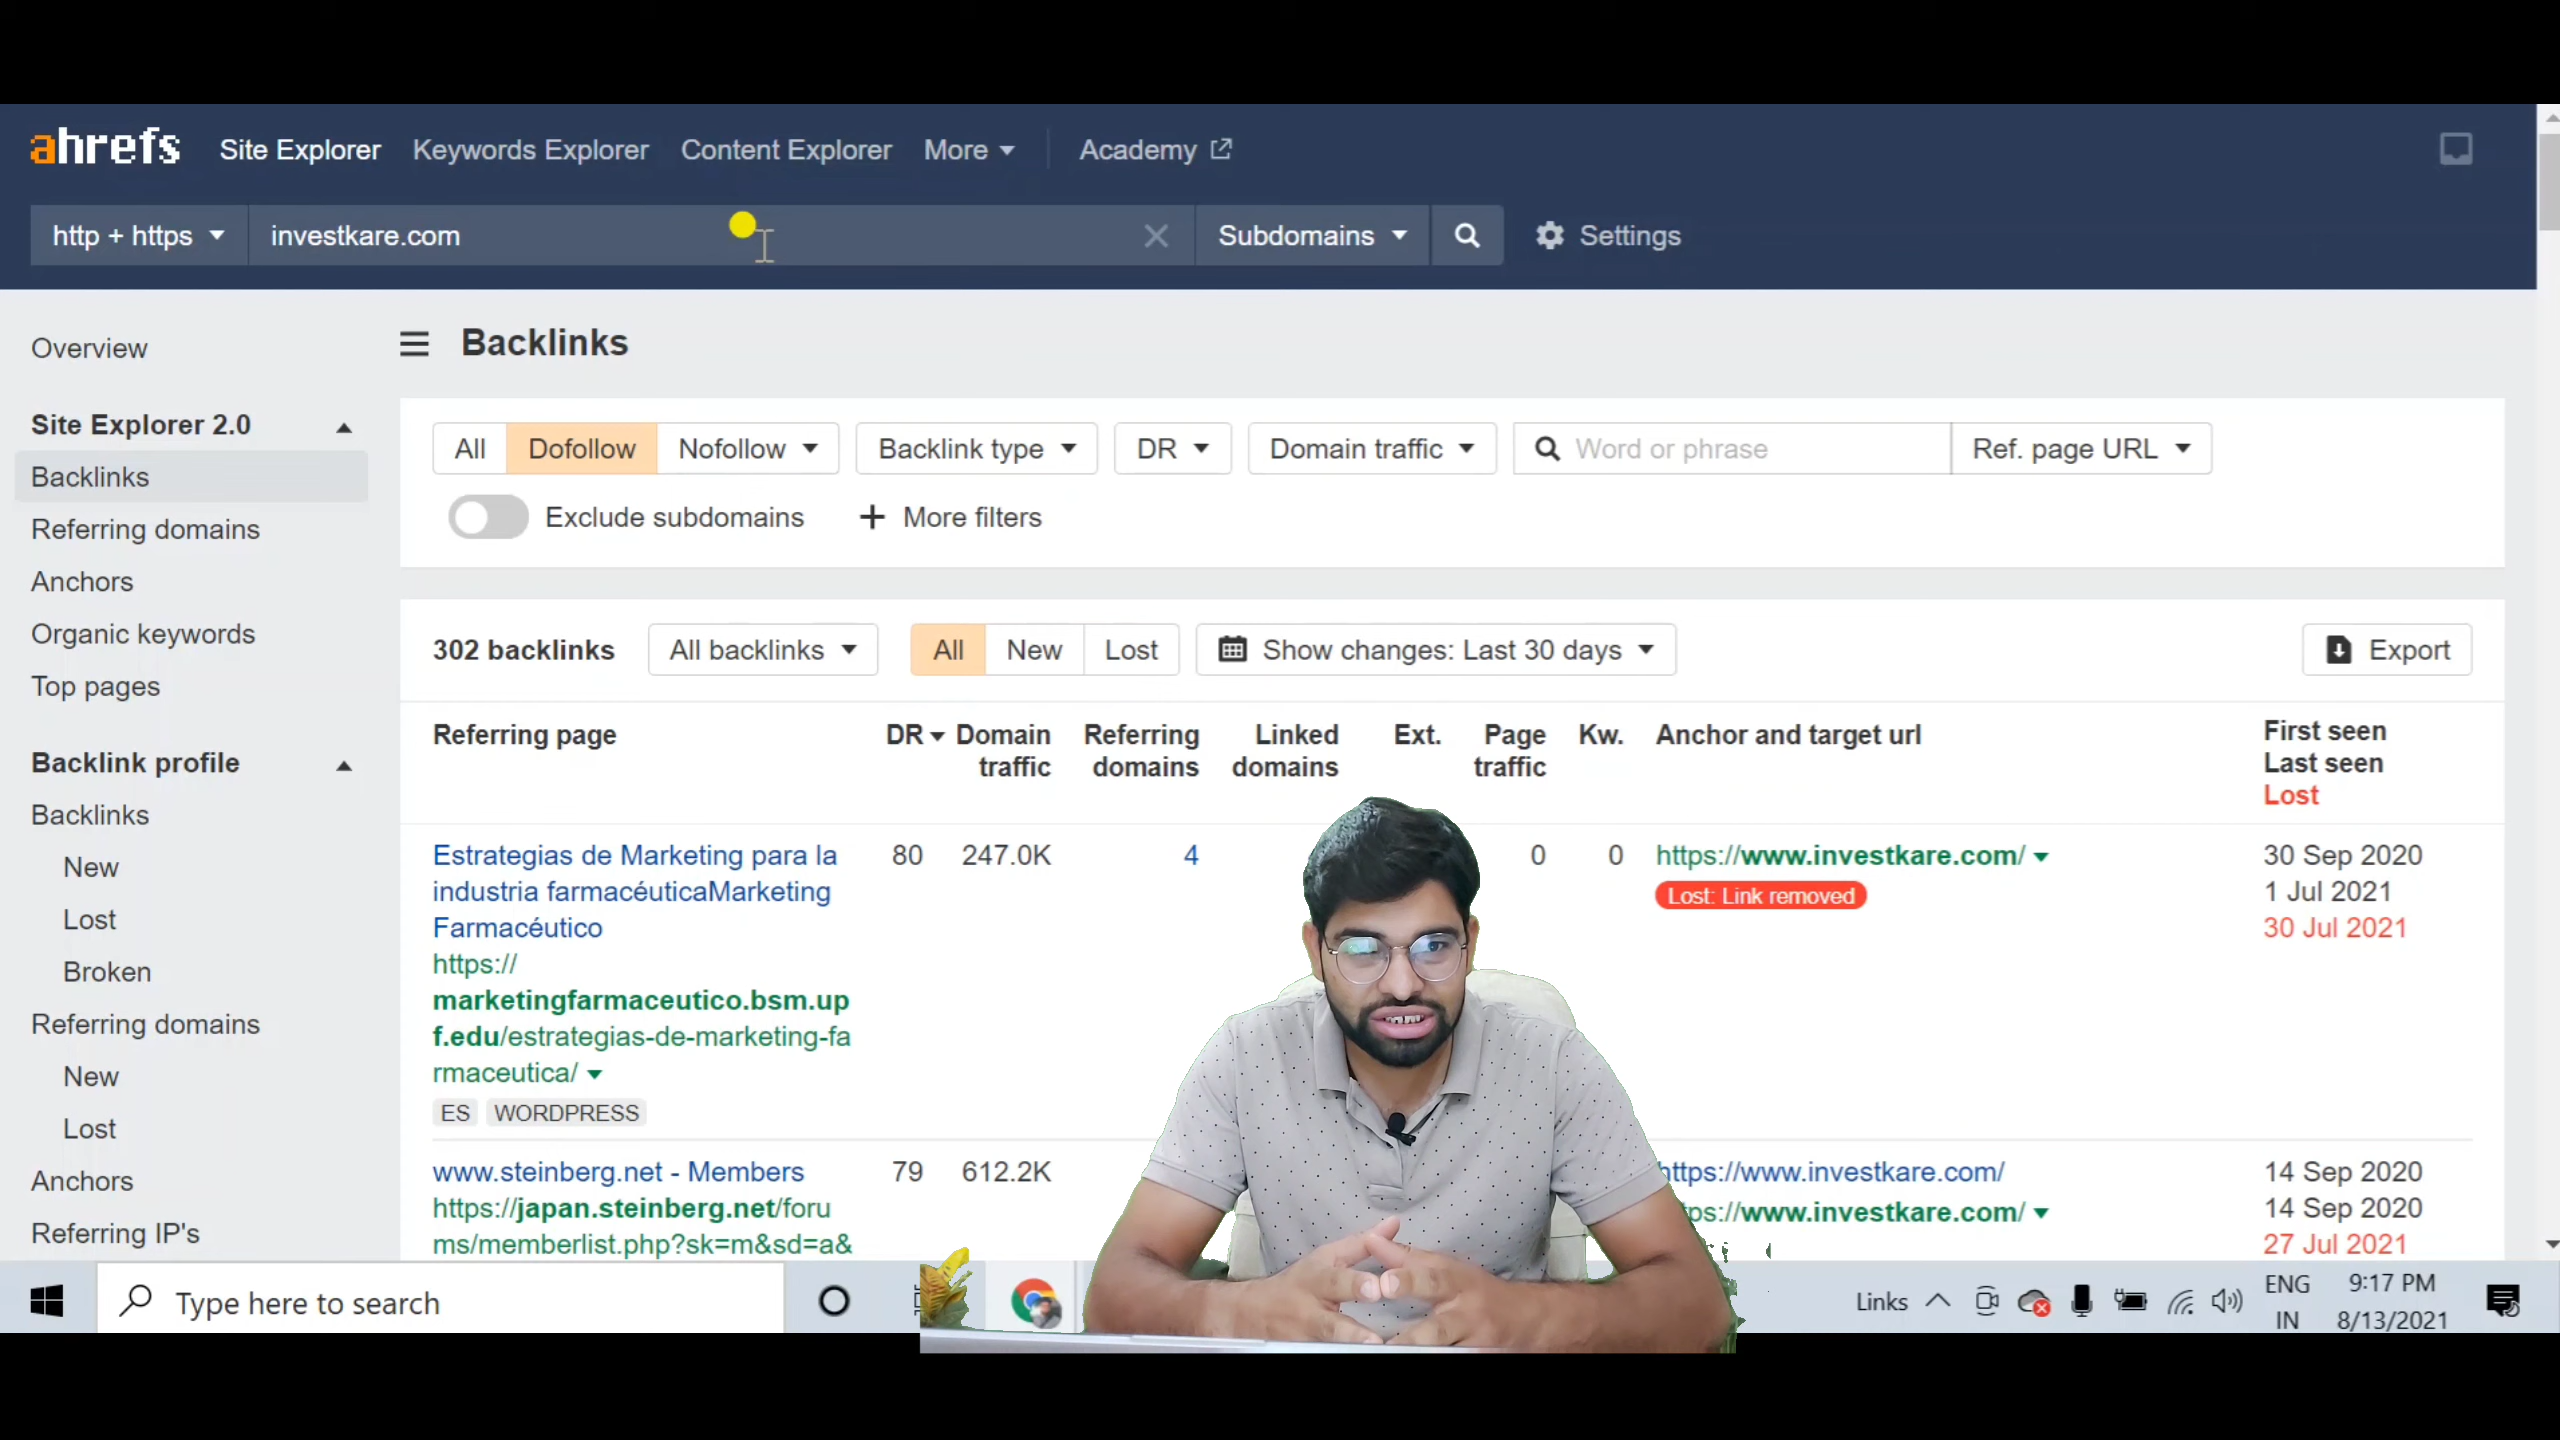 ahrefs Site Explorer Keywords Explorer Content Explorer More Academy
http + https investkare.com Subdomains Settings
Overview
Site Explorer 2.0
Backlinks
Referring domains
Anchors
Organic keywords
Top pages
Backlink profile
Backlinks
New
Lost
Broken
Referring domains
New
Lost
Anchors
Referring IP's
Backlinks
All Dofollow Nofollow Backlink type DR Domain traffic Word or phrase Ref. page URL
Exclude subdomains + More filters
302 backlinks All backlinks All New Lost Show changes: Last 30 days Export
Referring page
DR
Domain
traffic
Referring
domains
Linked
domains
Ext.
Page
traffic
Kw.
Anchor and target url
First seen
Last seen
Lost
Estrategias de Marketing para la
industria farmacéuticaMarketing
Farmacéutico
https://
marketingfarmaceutico.bsm.up
f.edu/estrategias-de-marketing-fa
rmaceutica/
ES WORDPRESS
80 247.0K 4 0 0
https://www.investkare.com/
Lost: Link removed
30 Sep 2020
1 Jul 2021
30 Jul 2021
www.steinberg.net - Members
https://japan.steinberg.net/foru
ms/memberlist.php?sk=m&sd=a&
79 612.2K
https://www.investkare.com/
ps://www.investkare.com/
14 Sep 2020
14 Sep 2020
27 Jul 2021
Type here to search
Links
ENG
IN
9:17 PM
8/13/2021